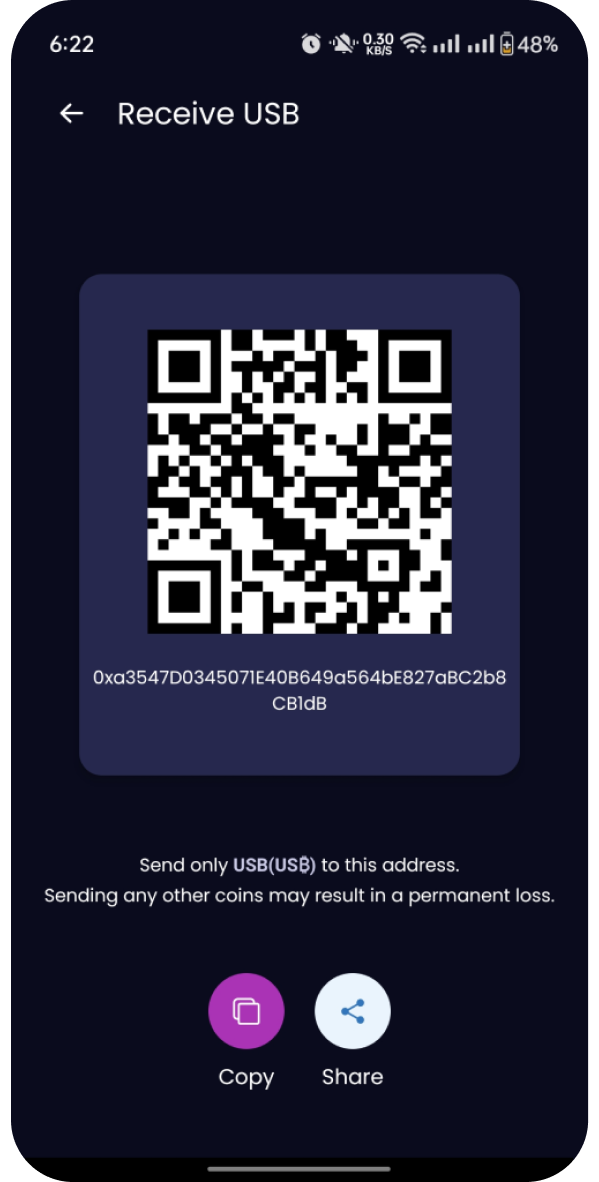 6:22
0.30
KB/S
48%
Receive USB
0xa3547D0345071E40B649a564bE827aBC2b8
CB1dB
Send only USB(US₿) to this address.
Sending any other coins may result in a permanent loss.
Copy
Share